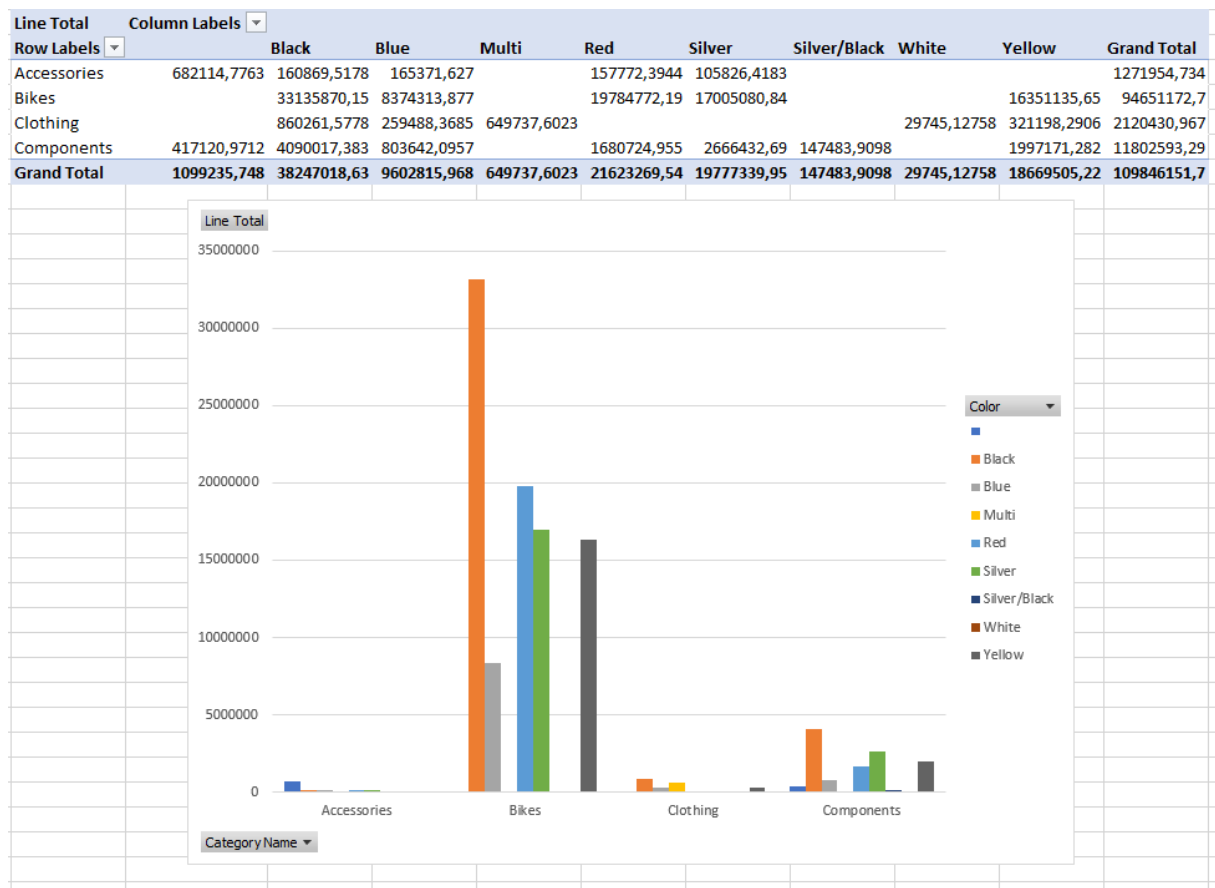 Line Total Column Labels
Row Labels Black Blue Multi Red Silver Silver/Black White Yellow Grand Total
Accessories 682114,7763 160869,5178 165371,627 157772,3944 105826,4183 1271954,734
Bikes 33135870,15 8374313,877 19784772,19 17005080,84 16351135,65 94651172,7
Clothing 860261,5778 259488,3685 649737,6023 29745,12758 321198,2906 2120430,967
Components 417120,9712 4090017,383 803642,0957 1680724,955 2666432,69 147483,9098 1997171,282 11802593,29
Grand Total 1099235,748 38247018,63 9602815,968 649737,6023 21623269,54 19777339,95 147483,9098 29745,12758 18669505,22 109846151,7
Line Total
35000000
30000000
25000000
20000000
15000000
10000000
5000000
0
Accessories Bikes Clothing Components
Category Name
Color
Black
Blue
Multi
Red
Silver
Silver/Black
White
Yellow